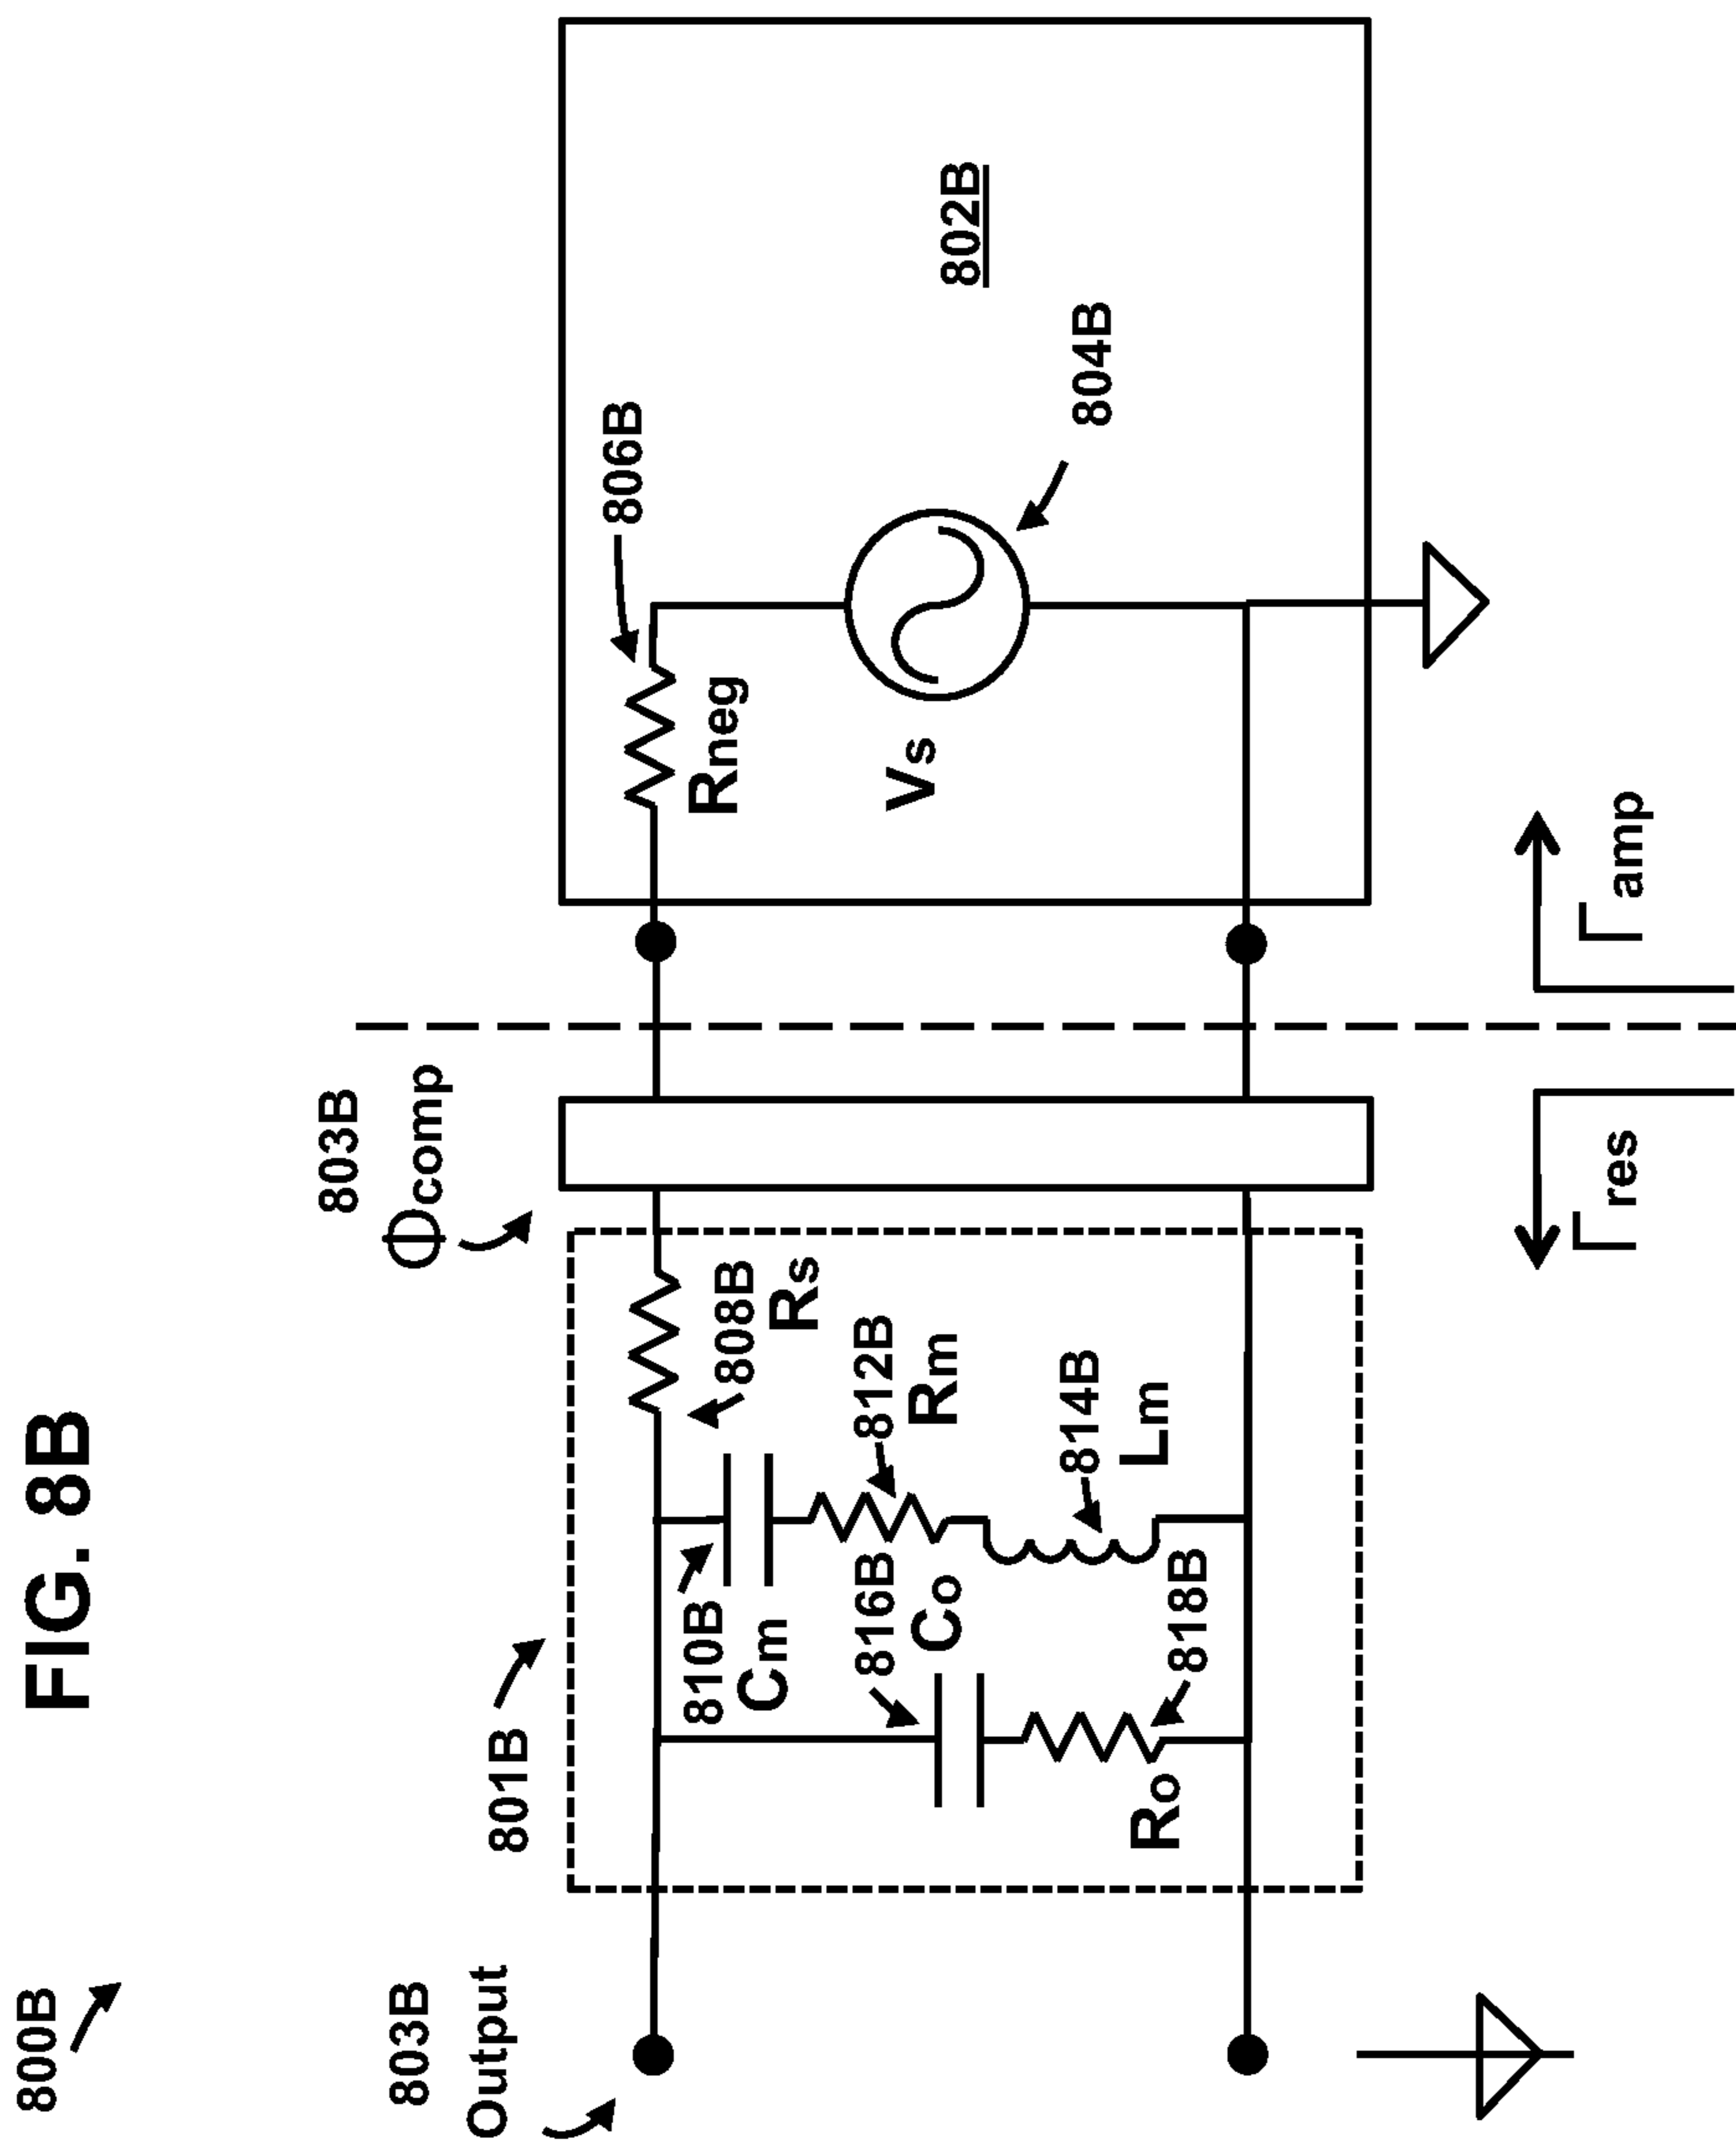 FIG. 8B
800B
803B
Output
801B
803B
Φcomp
810B
Cm
808B
Rs
812B
Rm
814B
Lm
816B
Co
818B
Ro
806B
Rneg
Vs
802B
804B
Γres
Γamp